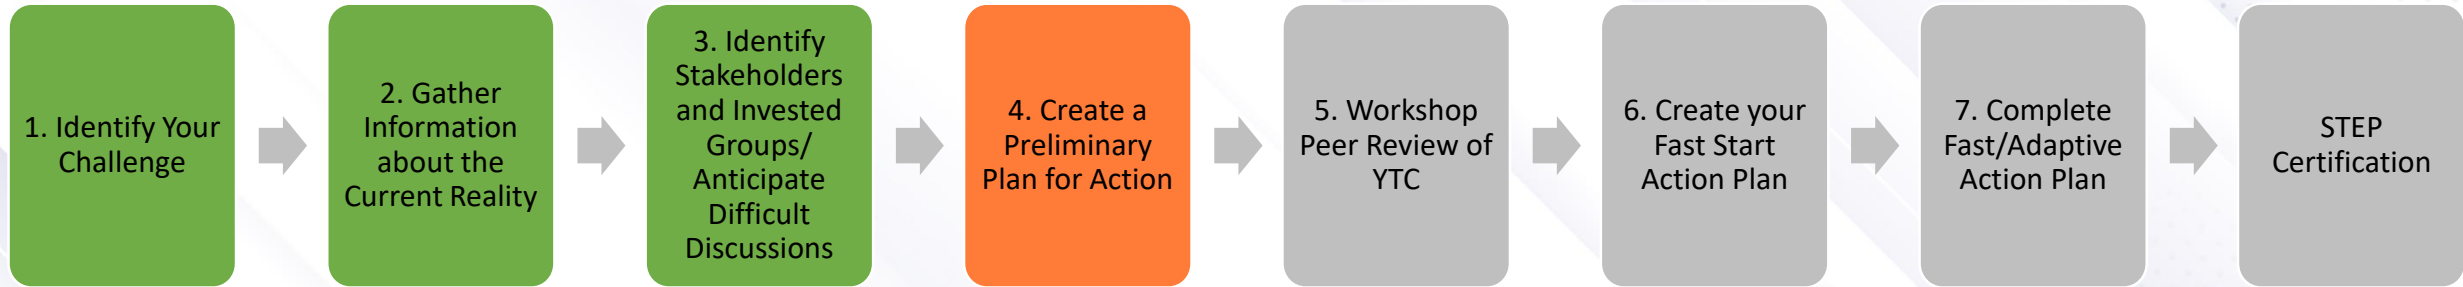 1. Identify Your
Challenge
2. Gather
Information
about the
Current Reality
3. Identify
Stakeholders
and Invested
Groups/
Anticipate
Difficult
Discussions
4. Create a
Preliminary
Plan for Action
5. Workshop
Peer Review of
YTC
6. Create your
Fast Start
Action Plan
7. Complete
Fast/Adaptive
Action Plan
STEP
Certification